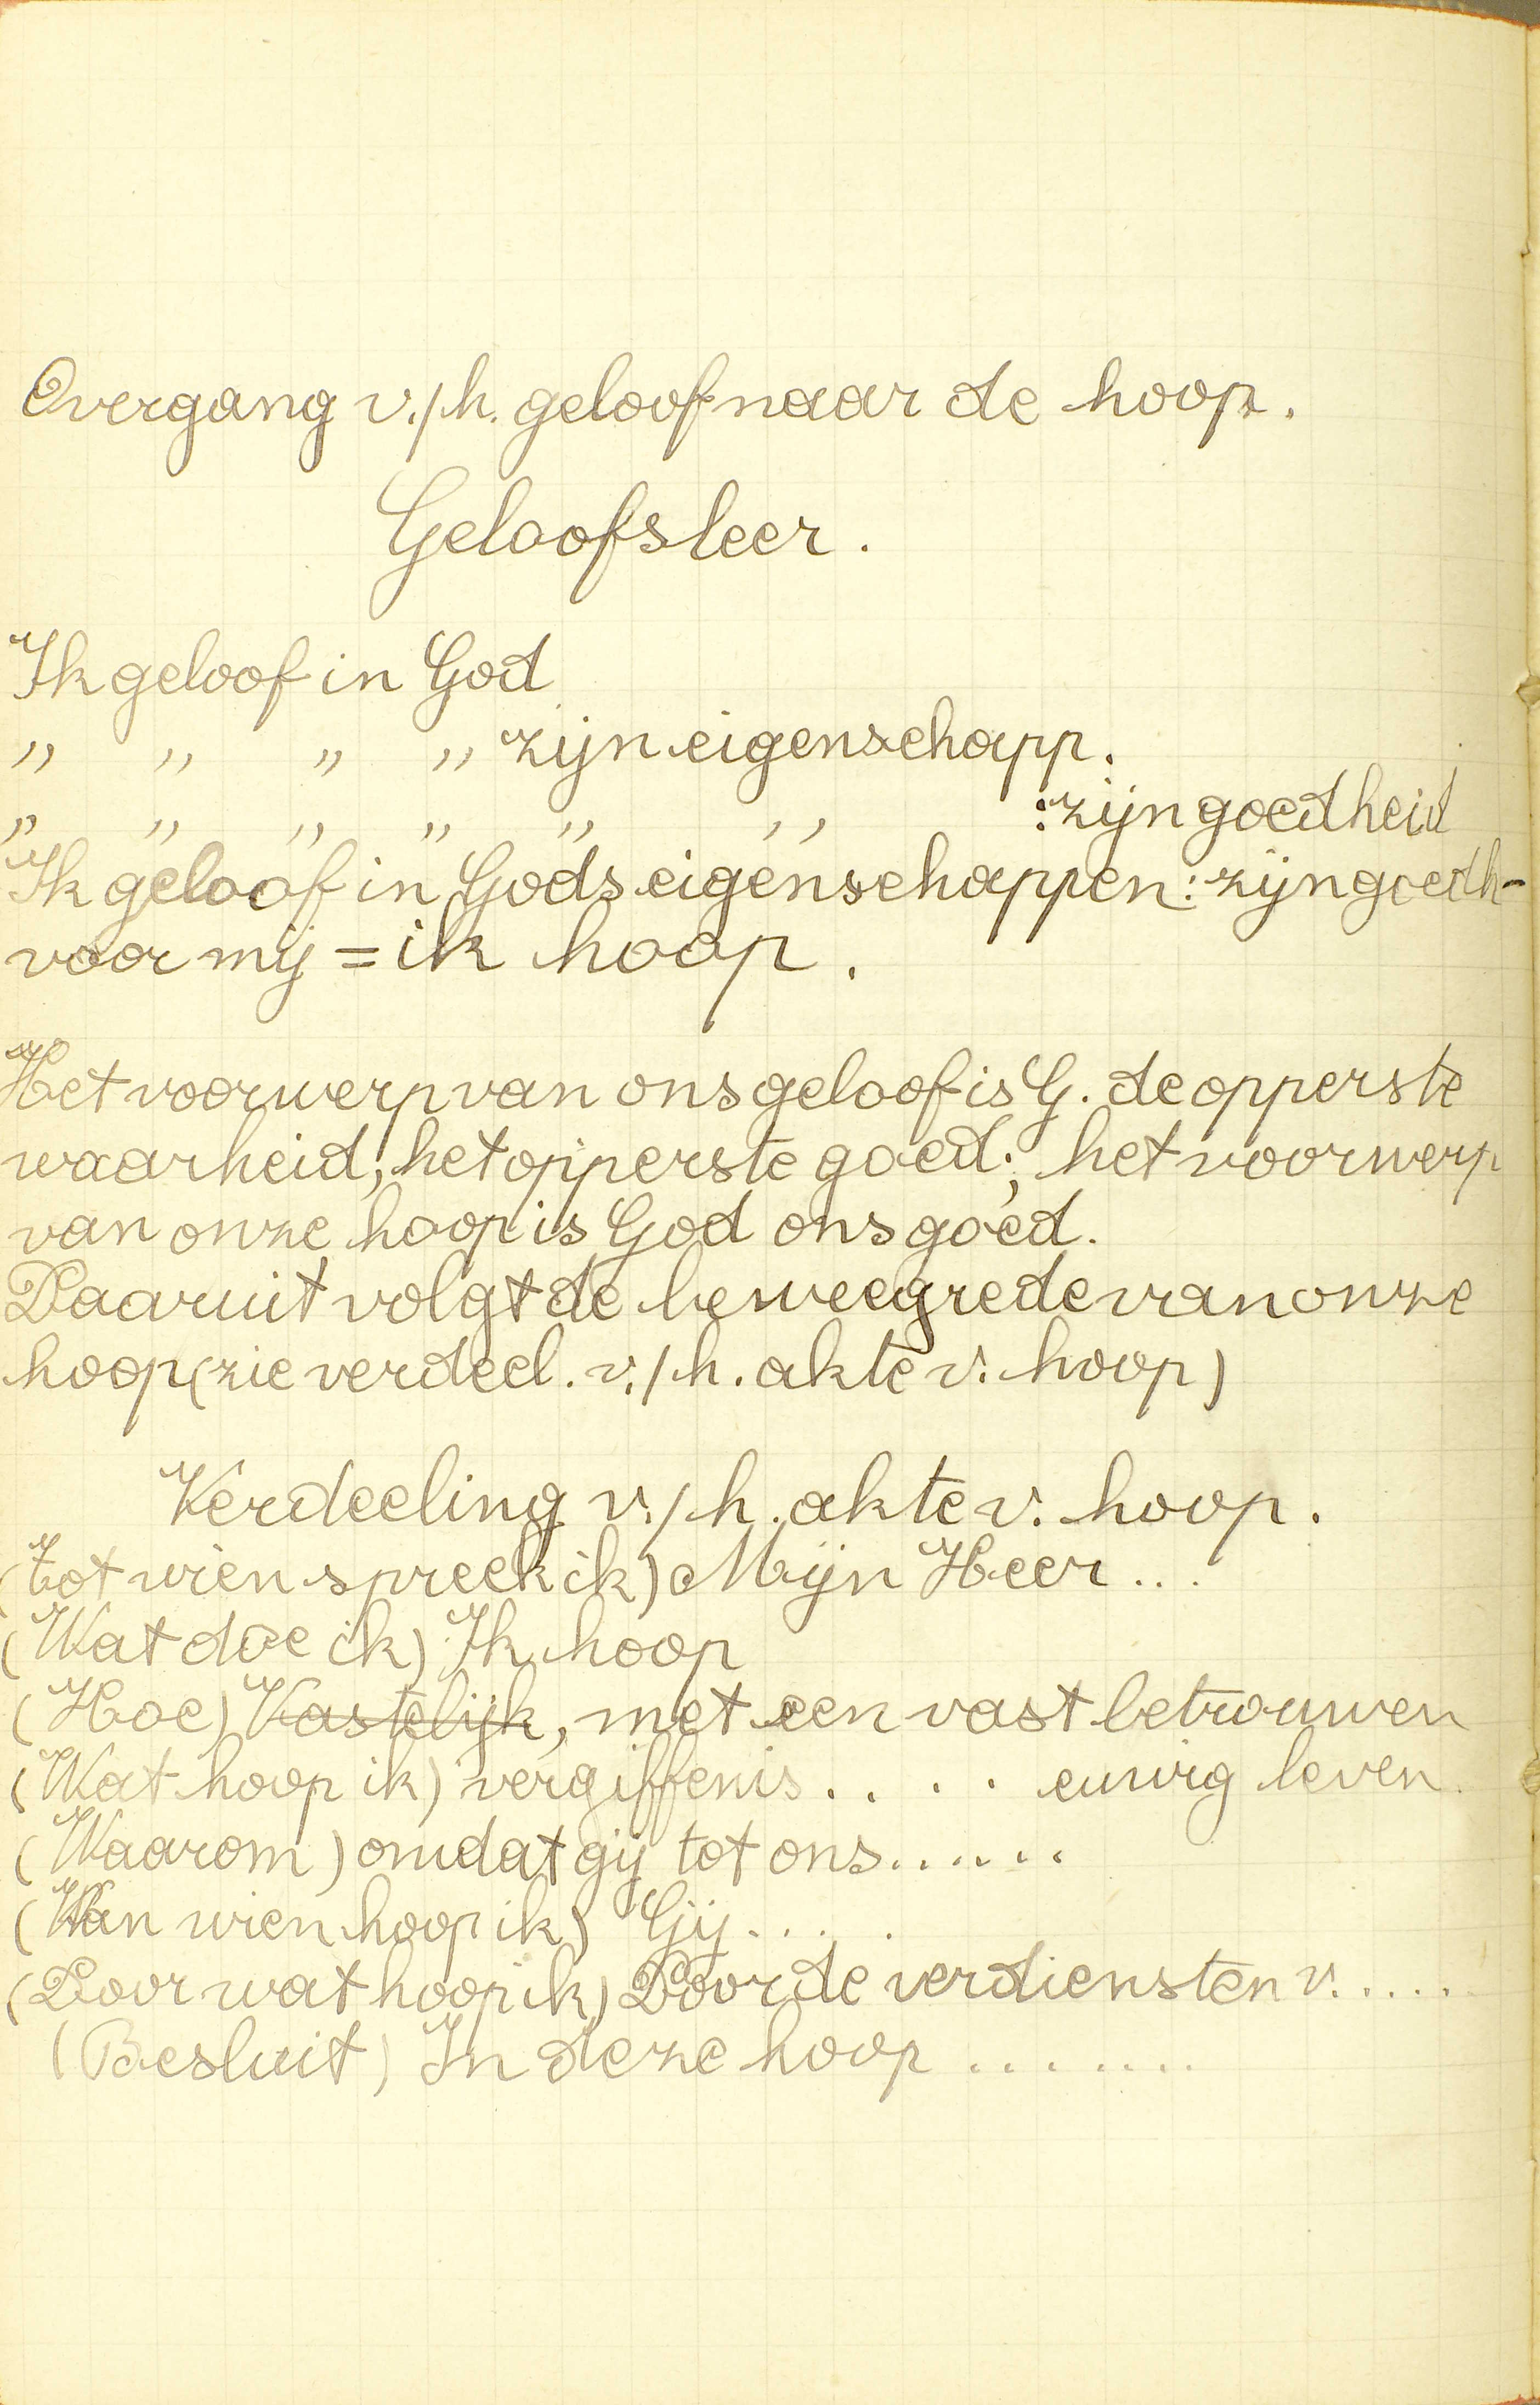 Overgang v./h. geloof naar de hoop.
Geloofsleer.
Ik geloof in God
" " " " zijn eigenschapp.
" " " " " " : zijn goedheid
Ik geloof in Gods eigenschappen: zijn goedh-
voor mij = ik hoop.
Het voorwerp van ons geloof is G. de opperste
waarheid, het opperste goed; het voorwerp
van onze hoop is God ons goed.
Daaruit volgt de beweegrede van onze
hoop (zie verdeel. v./h. akte v. hoop)
Verdeeling v./h. akte v. hoop.
(Tot wien spreek ik) Mijn Heer...
(Wat doe ik) Ik hoop
(Hoe) Vastelijk, met een vast betrouwen
(Wat hoop ik) vergiffenis.... eeuwig leven.
(Waarom) omdat gij tot ons......
(Van wien hoop ik) Gij....
(Door wat hoop ik) Door de verdiensten v.....
(Besluit) In deze hoop .......